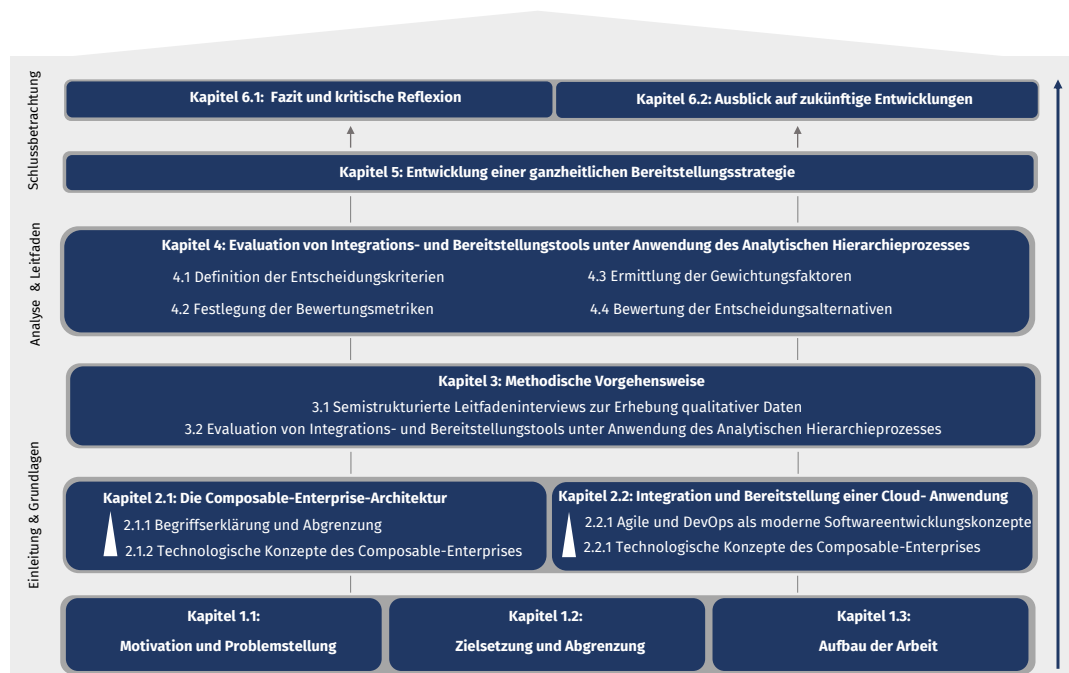 Schlussbetrachtung
Kapitel 6.1: Fazit und kritische Reflexion
Kapitel 6.2: Ausblick auf zukünftige Entwicklungen
Kapitel 5: Entwicklung einer ganzheitlichen Bereitstellungsstrategie
Analyse & Leitfaden
Kapitel 4: Evaluation von Integrations- und Bereitstellungstools unter Anwendung des Analytischen Hierarchieprozesses
4.1 Definition der Entscheidungskriterien
4.2 Festlegung der Bewertungsmetriken
4.3 Ermittlung der Gewichtungsfaktoren
4.4 Bewertung der Entscheidungsalternativen
Kapitel 3: Methodische Vorgehensweise
3.1 Semistrukturierte Leitfadeninterviews zur Erhebung qualitativer Daten
3.2 Evaluation von Integrations- und Bereitstellungstools unter Anwendung des Analytischen Hierarchieprozesses
Einleitung & Grundlagen
Kapitel 2.1: Die Composable-Enterprise-Architektur
2.1.1 Begriffserklärung und Abgrenzung
2.1.2 Technologische Konzepte des Composable-Enterprises
Kapitel 2.2: Integration und Bereitstellung einer Cloud- Anwendung
2.2.1 Agile und DevOps als moderne Softwareentwicklungskonzepte
2.2.1 Technologische Konzepte des Composable-Enterprises
Kapitel 1.1:
Motivation und Problemstellung
Kapitel 1.2:
Zielsetzung und Abgrenzung
Kapitel 1.3:
Aufbau der Arbeit